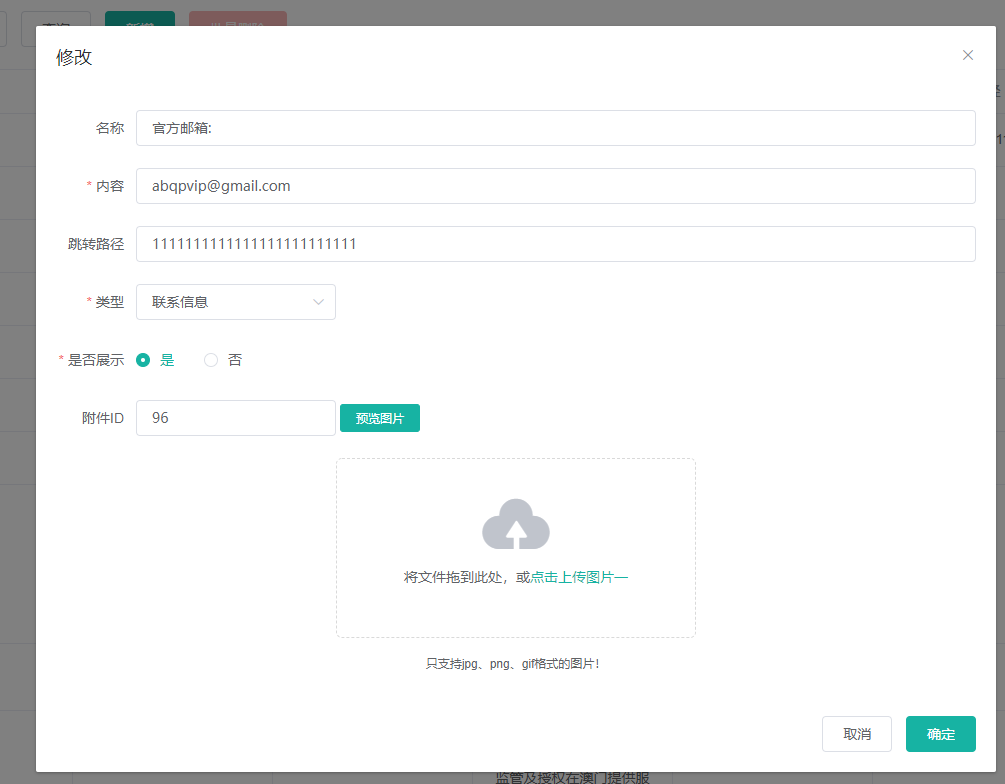 新增
修改
名称 官方邮箱:
* 内容 abqpvip@gmail.com
跳转路径 1111111111111111111111111
* 类型 联系信息
* 是否展示 是 否
附件ID 96 预览图片
将文件拖到此处，或点击上传图片一
只支持jpg、png、gif格式的图片！
取消 确定
监管及授权在澳门提供服